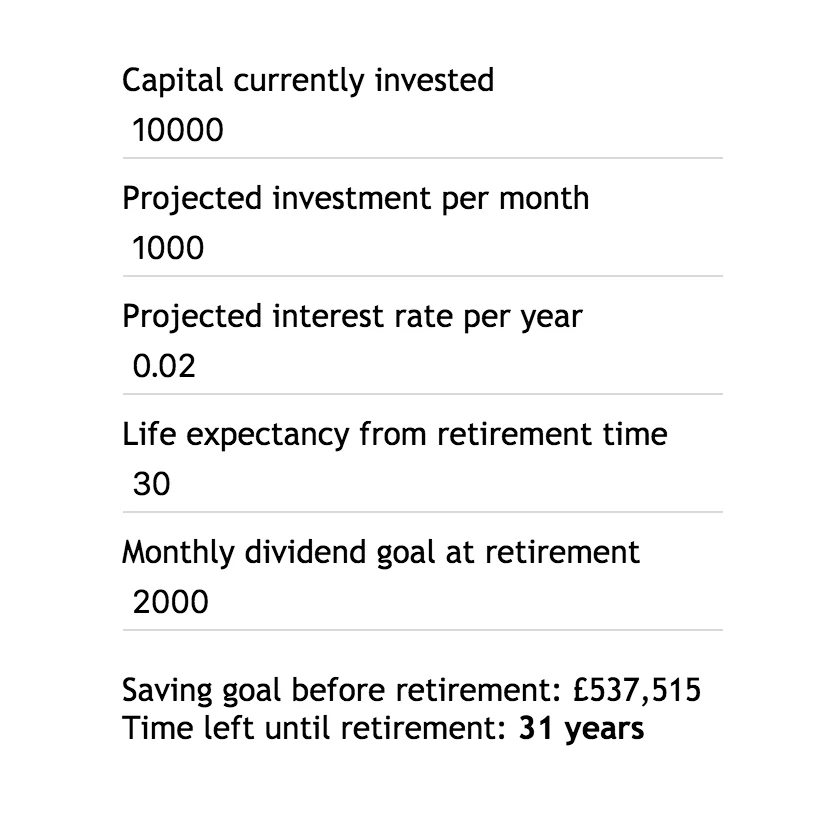 Capital currently invested
10000
Projected investment per month
1000
Projected interest rate per year
0.02
Life expectancy from retirement time
30
Monthly dividend goal at retirement
2000
Saving goal before retirement: £537,515
Time left until retirement: 31 years